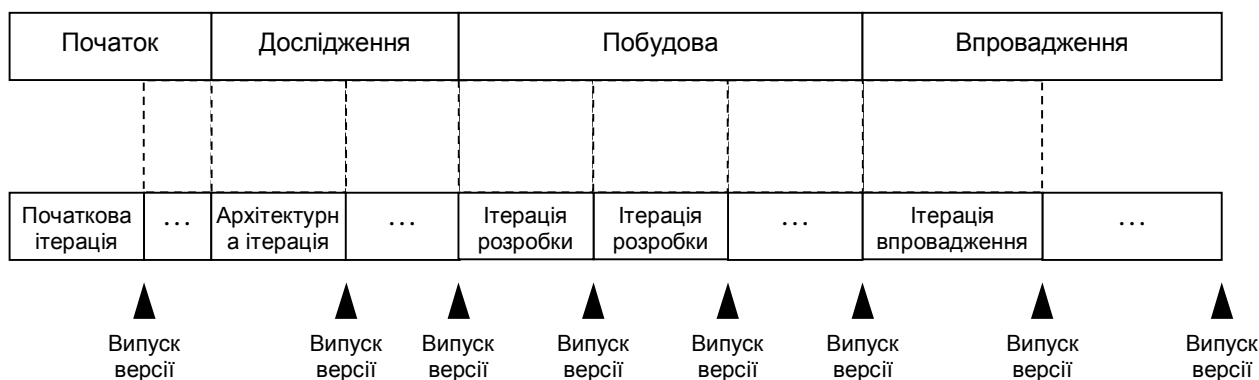 Початок Дослідження Побудова Впровадження
Початкова ... Архітектурн ... Ітерація Ітерація ... Ітерація ...
ітерація а ітерація розробки розробки впровадження
Випуск Випуск Випуск Випуск Випуск Випуск Випуск Випуск
версії версії версії версії версії версії версії версії